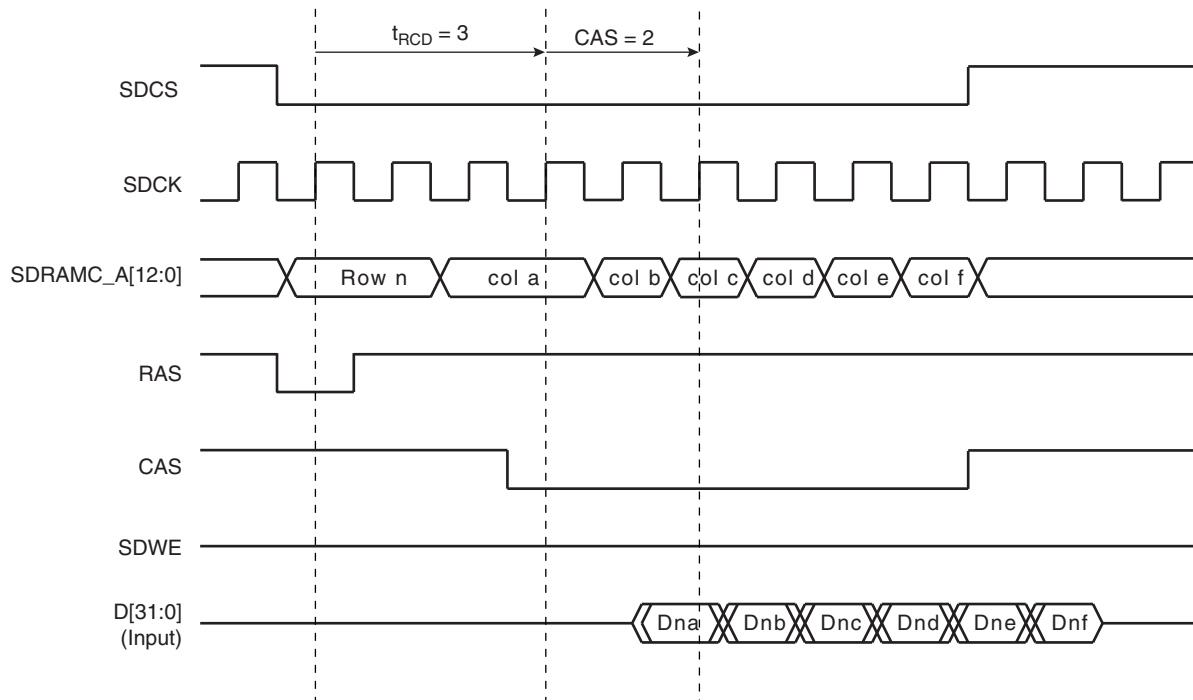 tRCD = 3 CAS = 2
SDCS
SDCK
SDRAMC_A[12:0] Row n col a col b col c col d col e col f
RAS
CAS
SDWE
D[31:0]
(Input) Dna Dnb Dnc Dnd Dne Dnf